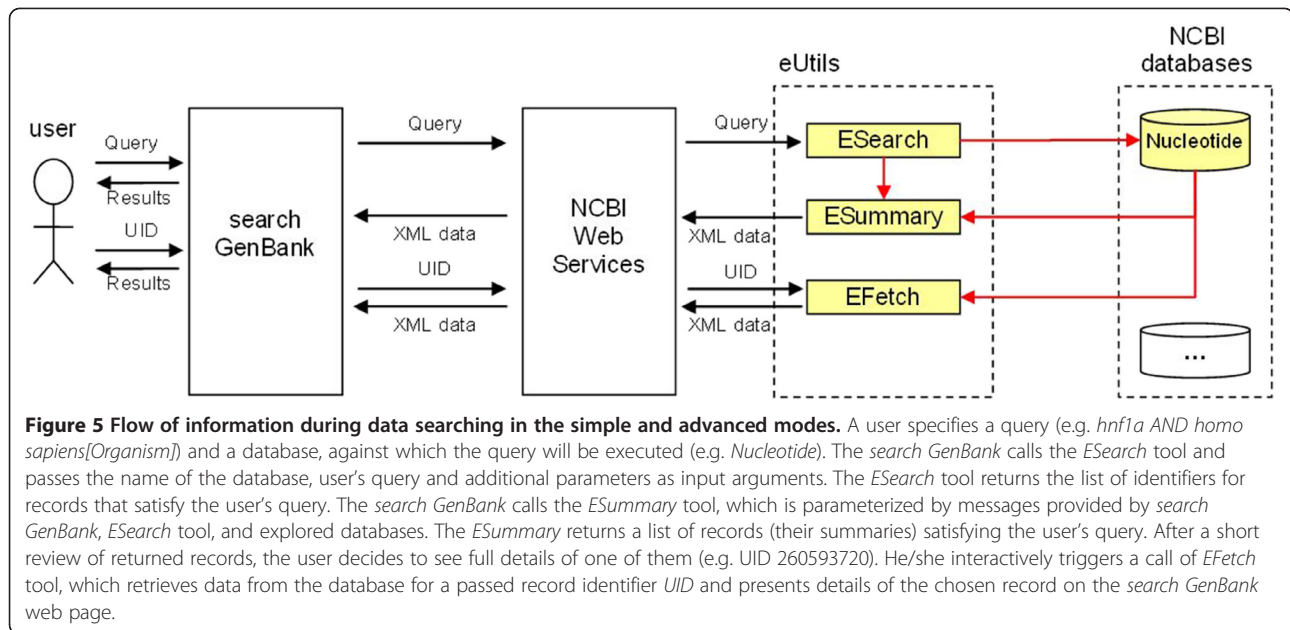 NCBI
databases
eUtils
user
Query
Results
UID
Results
search
GenBank
Query
XML data
UID
XML data
NCBI
Web
Services
Query
XML data
UID
XML data
ESearch
ESummary
EFetch
Nucleotide
...
Figure 5 Flow of information during data searching in the simple and advanced modes. A user specifies a query (e.g. hnf1a AND homo
sapiens[Organism]) and a database, against which the query will be executed (e.g. Nucleotide). The search GenBank calls the ESearch tool and
passes the name of the database, user's query and additional parameters as input arguments. The ESearch tool returns the list of identifiers for
records that satisfy the user's query. The search GenBank calls the ESummary tool, which is parameterized by messages provided by search
GenBank, ESearch tool, and explored databases. The ESummary returns a list of records (their summaries) satisfying the user's query. After a short
review of returned records, the user decides to see full details of one of them (e.g. UID 260593720). He/she interactively triggers a call of EFetch
tool, which retrieves data from the database for a passed record identifier UID and presents details of the chosen record on the search GenBank
web page.